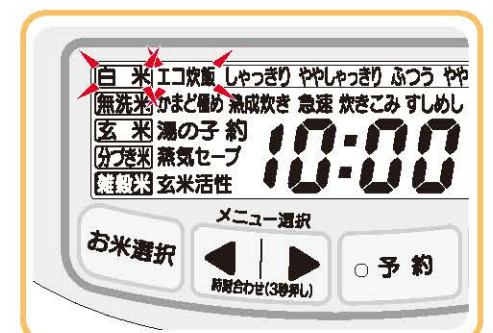 白米 エコ炊飯 しゃっきり ややしゃっきり ふつう やや
無洗米 かまど極め 熟成炊き 急速 炊きこみ すしめし
玄米 湯の子 約
分づき米 蒸気セーブ
雑穀米 玄米活性
10:00
お米選択
メニュー選択
時刻合わせ(3秒押し)
予約